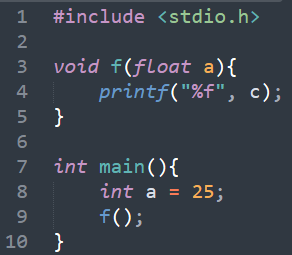 1 #include <stdio.h>
2
3 void f(float a){
4     printf("%f", c);
5 }
6
7 int main(){
8     int a = 25;
9     f();
10 }